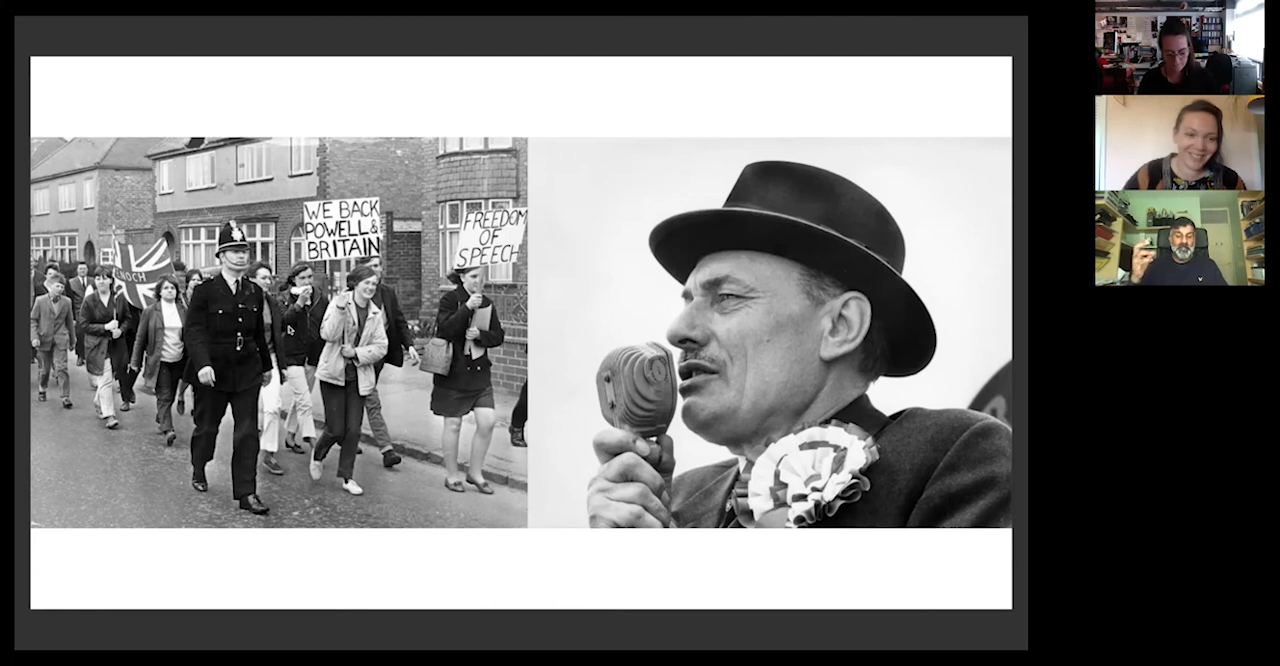 ENOCH
WE BACK
POWELL &
BRITAIN
FREEDOM
OF
SPEECH